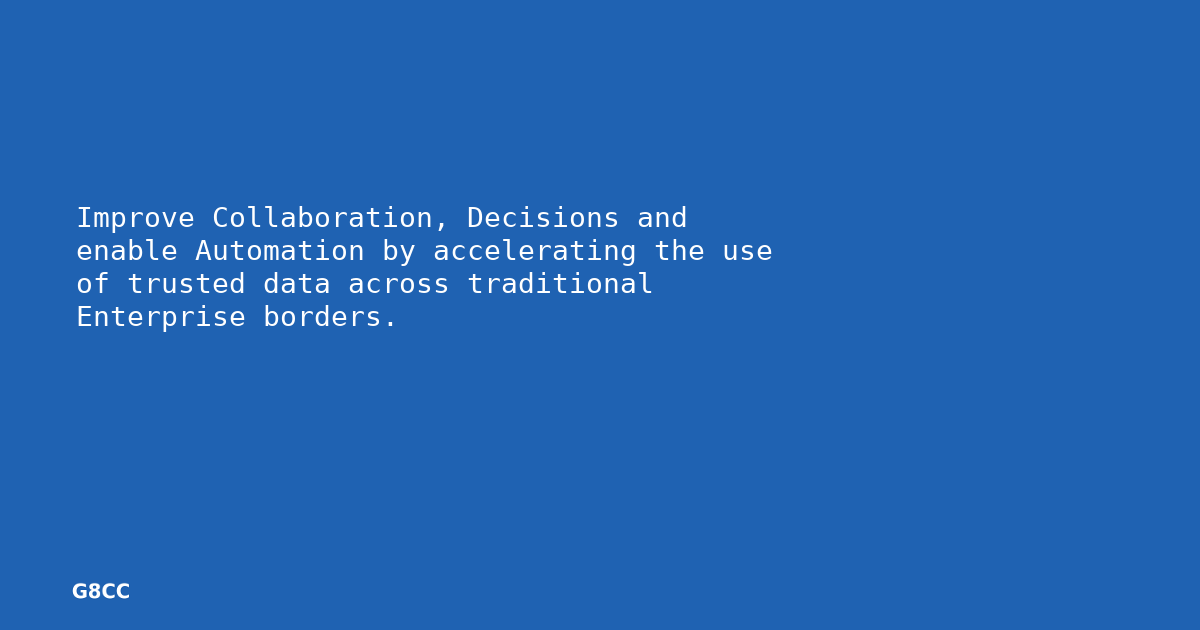 Improve Collaboration, Decisions and
enable Automation by accelerating the use
of trusted data across traditional
Enterprise borders.
G8CC